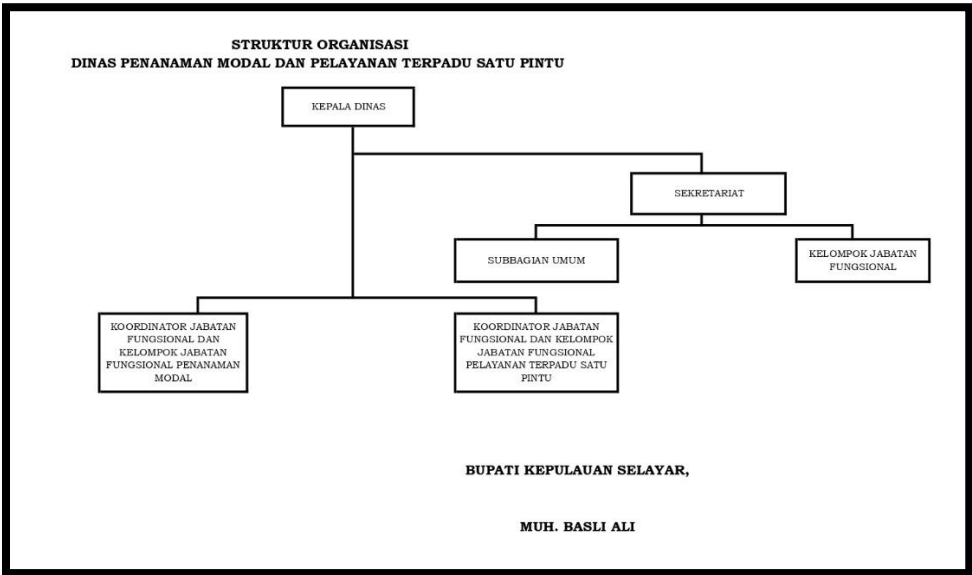 STRUKTUR ORGANISASI
DINAS PENANAMAN MODAL DAN PELAYANAN TERPADU SATU PINTU
KEPALA DINAS
SEKRETARIAT
SUBBAGIAN UMUM
KELOMPOK JABATAN
FUNGSIONAL
KOORDINATOR JABATAN
FUNGSIONAL DAN
KELOMPOK JABATAN
FUNGSIONAL PENANAMAN
MODAL
KOORDINATOR JABATAN
FUNGSIONAL DAN KELOMPOK
JABATAN FUNGSIONAL
PELAYANAN TERPADU SATU
PINTU
BUPATI KEPULAUAN SELAYAR,
MUH. BASLI ALI